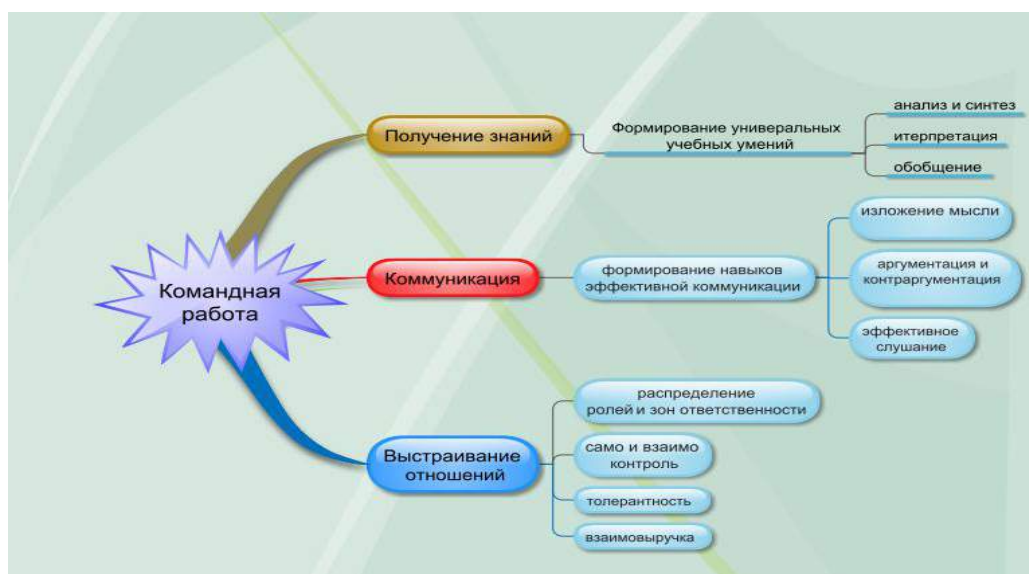 Командная
работа
Получение знаний
Формирование универальных
учебных умений
анализ и синтез
итерпретация
обобщение
Коммуникация
формирование навыков
эффективной коммуникации
изложение мысли
аргументация и
контраргументация
эффективное
слушание
Выстраивание
отношений
распределение
ролей и зон ответственности
само и взаимо
контроль
толерантность
взаимовыручка